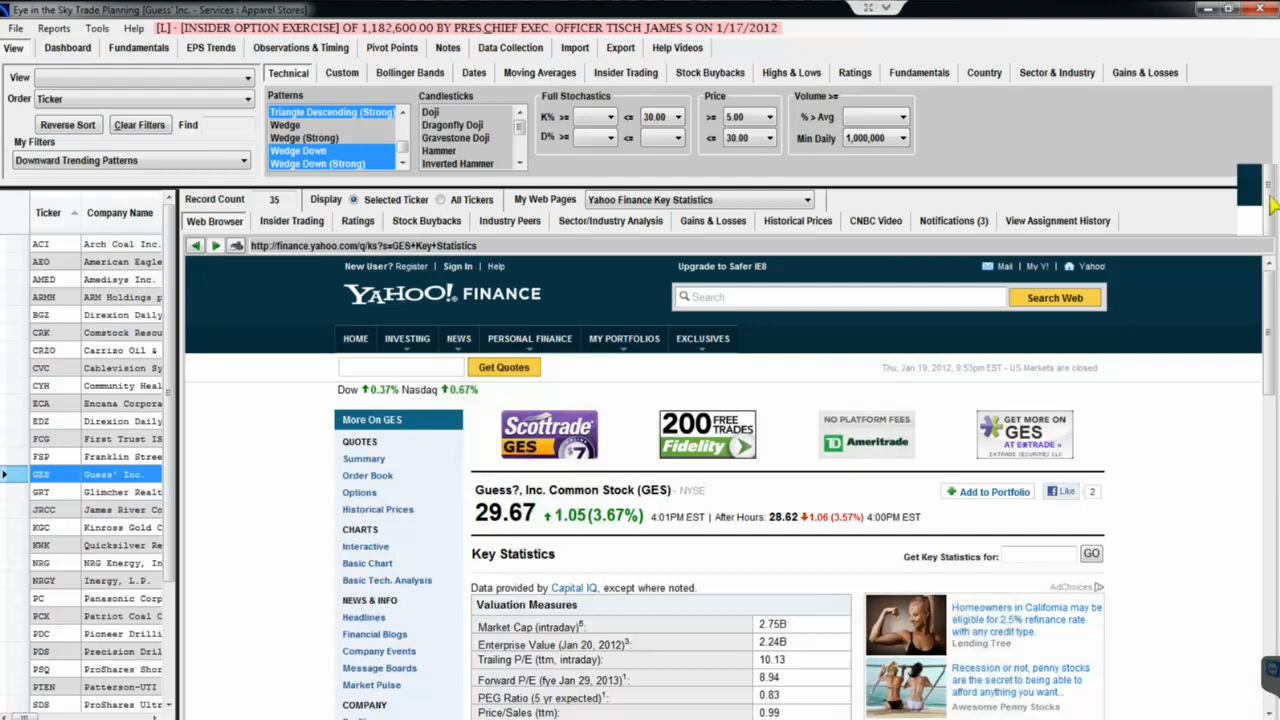 Eye in the Sky Trade Planning [Guess' Inc. - Services : Apparel Stores]
File Reports Tools Help [L] - [INSIDER OPTION EXERCISE] OF 1,182,600.00 BY PRES CHIEF EXEC. OFFICER TISCH JAMES S ON 1/17/2012
View Dashboard Fundamentals EPS Trends Observations & Timing Pivot Points Notes Data Collection Import Export Help Videos
View
Order Ticker
Reverse Sort Clear Filters Find
My Filters
Downward Trending Patterns
Technical Custom Bollinger Bands Dates Moving Averages Insider Trading Stock Buybacks Highs & Lows Ratings Fundamentals Country Sector & Industry Gains & Losses
Patterns
Triangle Descending (Strong)
Wedge
Wedge (Strong)
Wedge Down
Wedge Down (Strong)
Candlesticks
Doji
Dragonfly Doji
Gravestone Doji
Hammer
Inverted Hammer
Full Stochastics
K% >= <= 30.00
D% >= <=
Price
>= 5.00
<= 30.00
Volume >=
% > Avg
Min Daily 1,000,000
Record Count 35 Display Selected Ticker All Tickers My Web Pages Yahoo Finance Key Statistics
Web Browser Insider Trading Ratings Stock Buybacks Industry Peers Sector/Industry Analysis Gains & Losses Historical Prices CNBC Video Notifications (3) View Assignment History
http://finance.yahoo.com/q/ks?s=GES+Key+Statistics
Ticker Company Name
ACI Arch Coal Inc.
AEO American Eagle
AMED Amedisys Inc.
ARMH ARM Holdings p
BGZ Direxion Daily
CRK Comstock Resou
CRZO Carrizo Oil &
CVC Cablevision Sy
CYH Community Heal
ECA Encana Corpora
EDZ Direxion Daily
FCG First Trust IS
FSP Franklin Stree
GES Guess' Inc.
GRT Glimcher Realt
JRCC James River Co
KGC Kinross Gold C
KWK Quicksilver Re
NRG NRG Energy, In
NRGY Inergy, L.P.
PC Panasonic Corp
PCX Patriot Coal C
PDC Pioneer Drilli
PDS Precision Dril
PSQ ProShares Shor
PTEN Patterson-UTI
SDS ProShares Ultr
New User? Register Sign In Help Upgrade to Safer IE8 Mail My Y! Yahoo!
YAHOO! FINANCE
Search Search Web
HOME INVESTING NEWS PERSONAL FINANCE MY PORTFOLIOS EXCLUSIVES
Get Quotes Thu, Jan 19, 2012, 9:53pm EST - US Markets are closed
Dow 0.37% Nasdaq 0.67%
More On GES
QUOTES
Summary
Order Book
Options
Historical Prices
CHARTS
Interactive
Basic Chart
Basic Tech. Analysis
NEWS & INFO
Headlines
Financial Blogs
Company Events
Message Boards
Market Pulse
COMPANY
Scottrade GES $7
200 FREE TRADES Fidelity
NO PLATFORM FEES TD Ameritrade
GET MORE ON GES AT E*TRADE
E*TRADE SECURITIES LLC
Guess?, Inc. Common Stock (GES) - NYSE Add to Portfolio Like 2
29.67 1.05(3.67%) 4:01PM EST | After Hours: 28.62 1.06 (3.57%) 4:00PM EST
Key Statistics Get Key Statistics for: GO
Data provided by Capital IQ, except where noted. AdChoices
Valuation Measures
Market Cap (intraday)5: 2.75B
Enterprise Value (Jan 20, 2012)3: 2.24B
Trailing P/E (ttm, intraday): 10.13
Forward P/E (fye Jan 29, 2013)1: 8.94
PEG Ratio (5 yr expected)1: 0.83
Price/Sales (ttm): 0.99
Homeowners in California may be
eligible for 2.5% refinance rate
with any credit type.
Lending Tree
Recession or not, penny stocks
are the secret to being able to
afford anything you want...
Awesome Penny Stocks